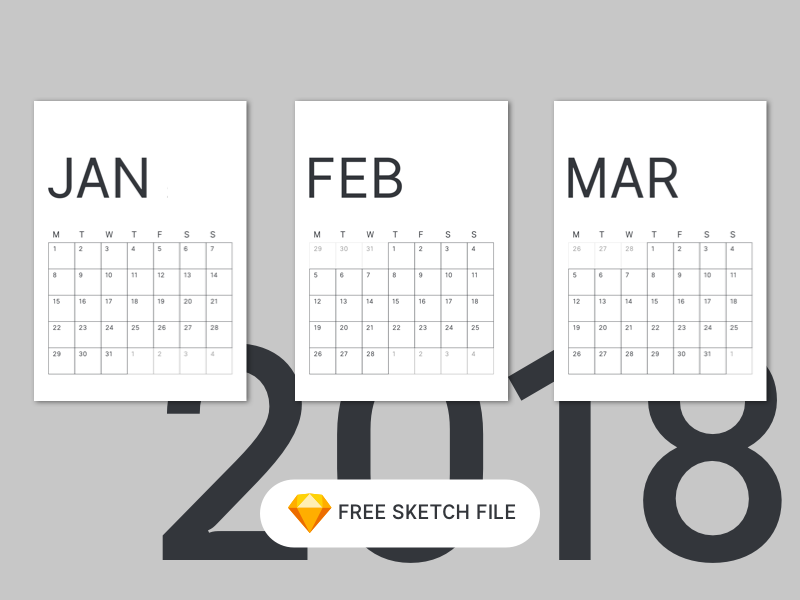 JAN
M T W T F S S
1 2 3 4 5 6 7
8 9 10 11 12 13 14
15 16 17 18 19 20 21
22 23 24 25 26 27 28
29 30 31 1 2 3 4
FEB
M T W T F S S
29 30 31 1 2 3 4
5 6 7 8 9 10 11
12 13 14 15 16 17 18
19 20 21 22 23 24 25
26 27 28 1 2 3 4
MAR
M T W T F S S
26 27 28 1 2 3 4
5 6 7 8 9 10 11
12 13 14 15 16 17 18
19 20 21 22 23 24 25
26 27 28 29 30 31 1
2018
FREE SKETCH FILE